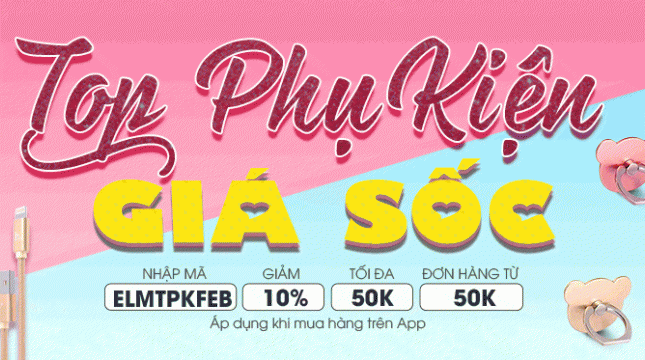 Top Phụ Kiện
GIÁ SỐC
NHẬP MÃ GIẢM TỐI ĐA ĐƠN HÀNG TỪ
ELMTPKFEB 10% 50K 50K
Áp dụng khi mua hàng trên App